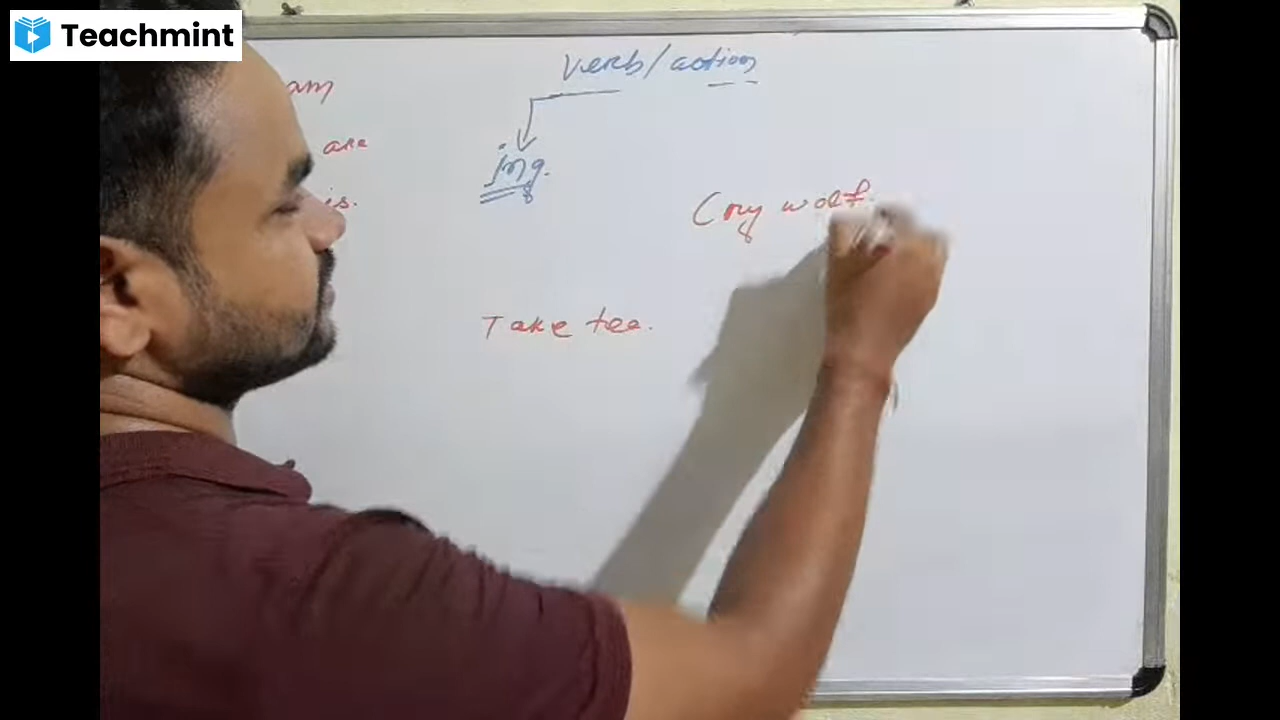 Teachmint
verb/action
am
are
ing.
is.
Cry wolf
Take tea.